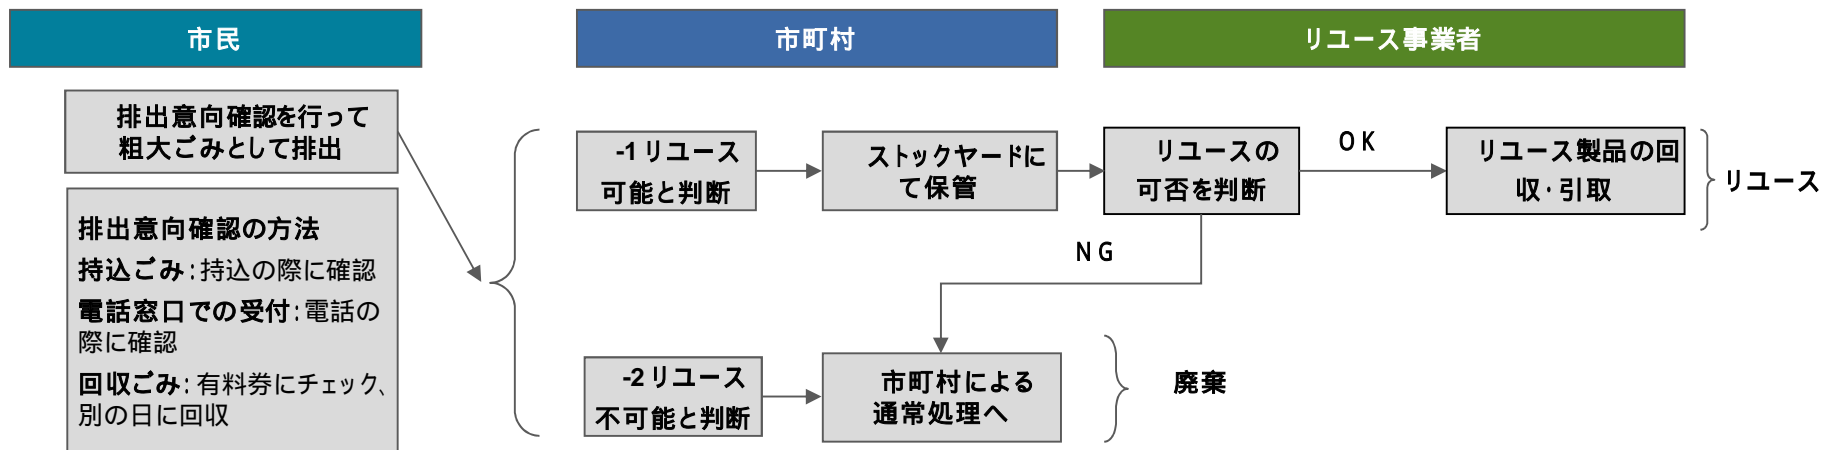 市民
市町村
リユース事業者
排出意向確認を行って
粗大ごみとして排出
排出意向確認の方法
持込ごみ:持込の際に確認
電話窓口での受付:電話の
際に確認
回収ごみ:有料券にチェック、
別の日に回収
-1リユース
可能と判断
ストックヤードに
て保管
リユースの
可否を判断
OK
リユース製品の回
収・引取
リユース
NG
-2リユース
不可能と判断
市町村による
通常処理へ
廃棄